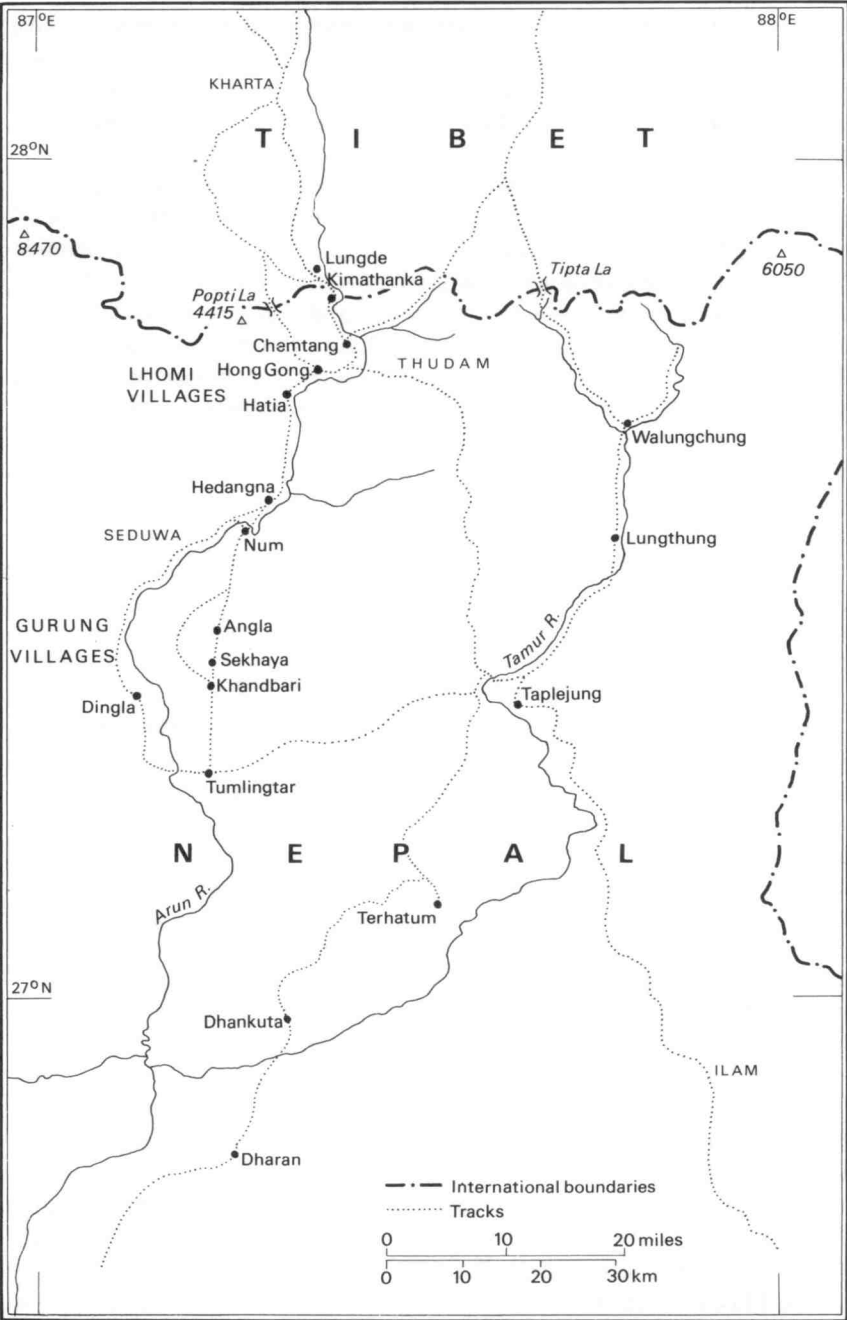 87°E
88°E
KHARTA
T I B E T
28°N
8470
Lungde
Kimathanka
Tipta La
6050
Popti La
4415
Chamtang
THUDAM
Hong Gong
LHOMI
VILLAGES
Hatia
Walungchung
Hedangna
SEDUWA
Num
Lungthung
GURUNG
VILLAGES
Angla
Sekhaya
Khandbari
Tamur R.
Dingla
Taplejung
Tumlingtar
N E P A L
Arun R.
Terhatum
27°N
Dhankuta
ILAM
Dharan
International boundaries
Tracks
0 10 20 miles
0 10 20 30 km